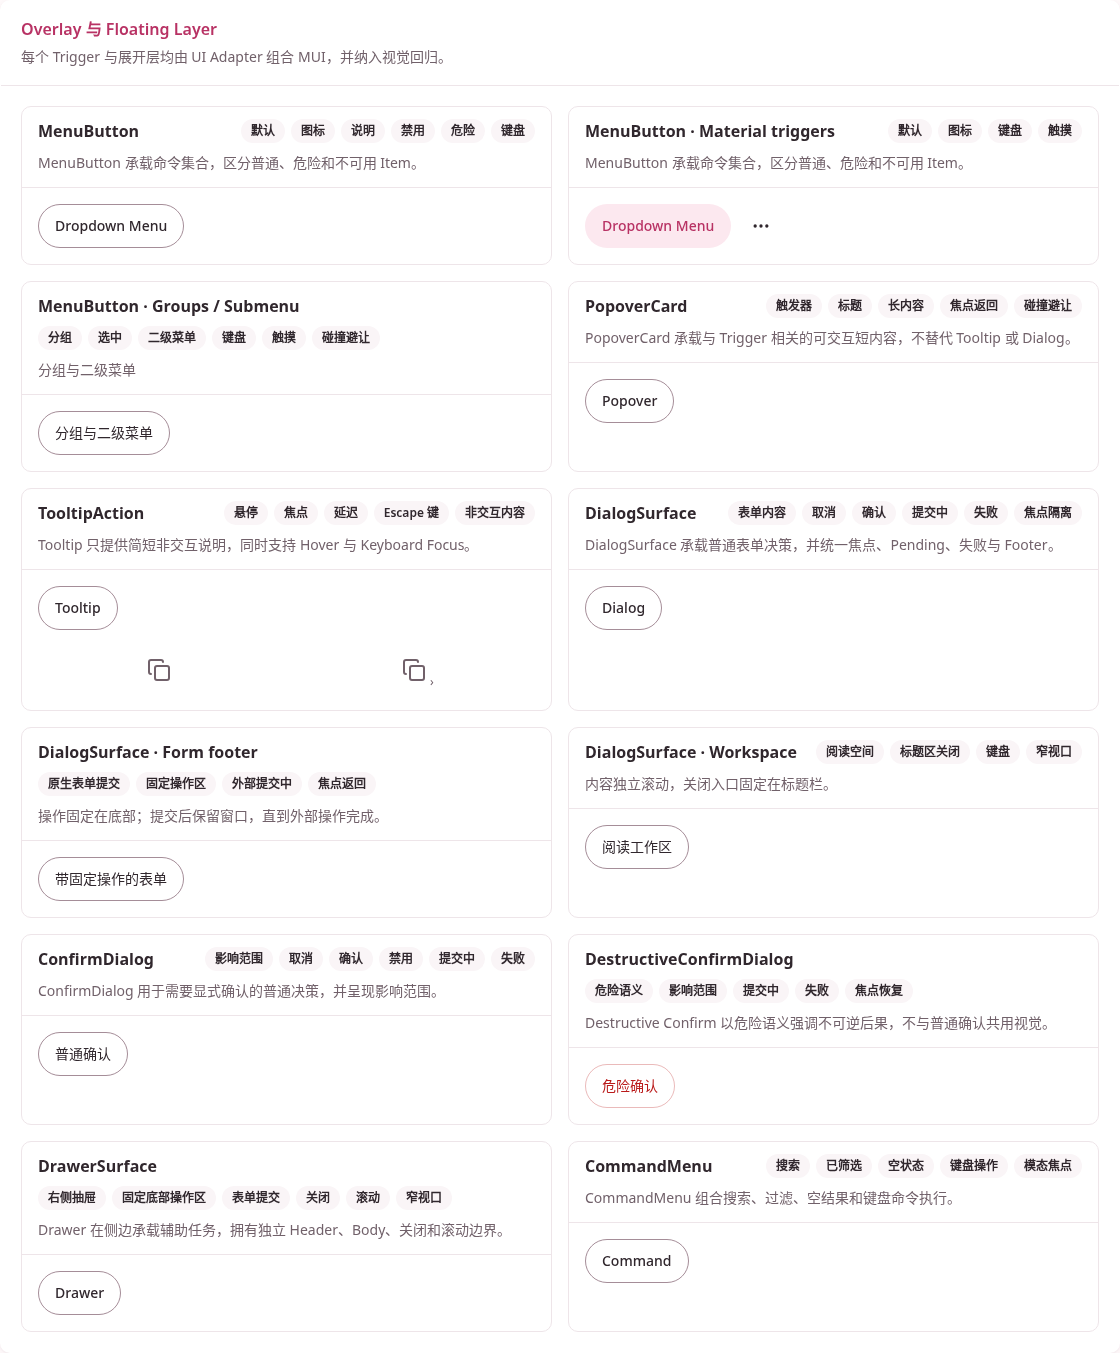 Overlay 与 Floating Layer
每个 Trigger 与展开层均由 UI Adapter 组合 MUI，并纳入视觉回归。
MenuButton 默认 图标 说明 禁用 危险 键盘
MenuButton 承载命令集合，区分普通、危险和不可用 Item。
Dropdown Menu
MenuButton · Material triggers 默认 图标 键盘 触摸
MenuButton 承载命令集合，区分普通、危险和不可用 Item。
Dropdown Menu
MenuButton · Groups / Submenu
分组 选中 二级菜单 键盘 触摸 碰撞避让
分组与二级菜单
分组与二级菜单
PopoverCard 触发器 标题 长内容 焦点返回 碰撞避让
PopoverCard 承载与 Trigger 相关的可交互短内容，不替代 Tooltip 或 Dialog。
Popover
TooltipAction 悬停 焦点 延迟 Escape 键 非交互内容
Tooltip 只提供简短非交互说明，同时支持 Hover 与 Keyboard Focus。
Tooltip
DialogSurface 表单内容 取消 确认 提交中 失败 焦点隔离
DialogSurface 承载普通表单决策，并统一焦点、Pending、失败与 Footer。
Dialog
DialogSurface · Form footer
原生表单提交 固定操作区 外部提交中 焦点返回
操作固定在底部；提交后保留窗口，直到外部操作完成。
带固定操作的表单
DialogSurface · Workspace 阅读空间 标题区关闭 键盘 窄视口
内容独立滚动，关闭入口固定在标题栏。
阅读工作区
ConfirmDialog 影响范围 取消 确认 禁用 提交中 失败
ConfirmDialog 用于需要显式确认的普通决策，并呈现影响范围。
普通确认
DestructiveConfirmDialog
危险语义 影响范围 提交中 失败 焦点恢复
Destructive Confirm 以危险语义强调不可逆后果，不与普通确认共用视觉。
危险确认
DrawerSurface
右侧抽屉 固定底部操作区 表单提交 关闭 滚动 窄视口
Drawer 在侧边承载辅助任务，拥有独立 Header、Body、关闭和滚动边界。
Drawer
CommandMenu 搜索 已筛选 空状态 键盘操作 模态焦点
CommandMenu 组合搜索、过滤、空结果和键盘命令执行。
Command